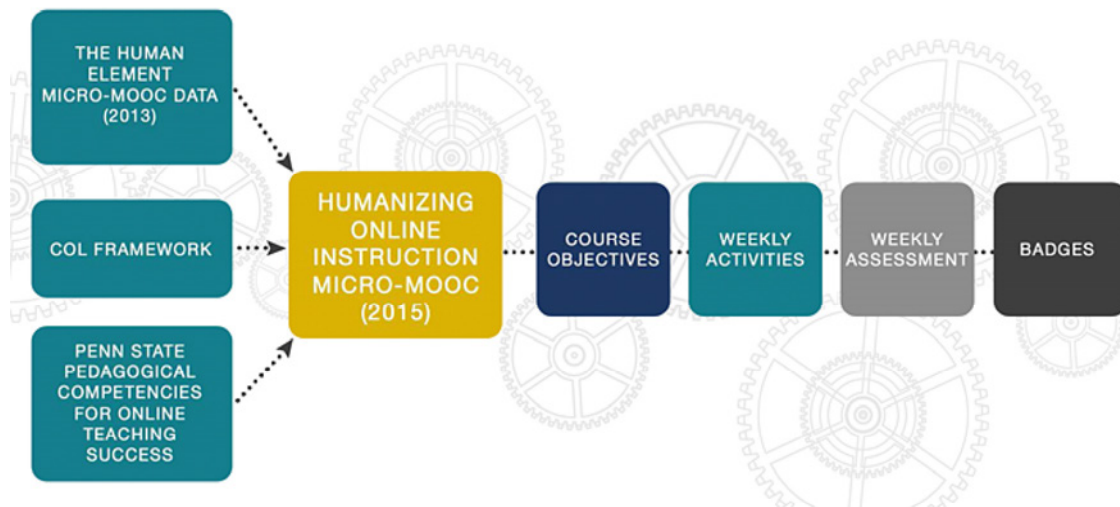 THE HUMAN
ELEMENT
MICRO-MOOC DATA
(2013)
COL FRAMEWORK
PENN STATE
PEDAGOGICAL
COMPETENCIES
FOR ONLINE
TEACHING
SUCCESS
HUMANIZING
ONLINE
INSTRUCTION
MICRO-MOOC
(2015)
COURSE
OBJECTIVES
WEEKLY
ACTIVITIES
WEEKLY
ASSESSMENT
BADGES